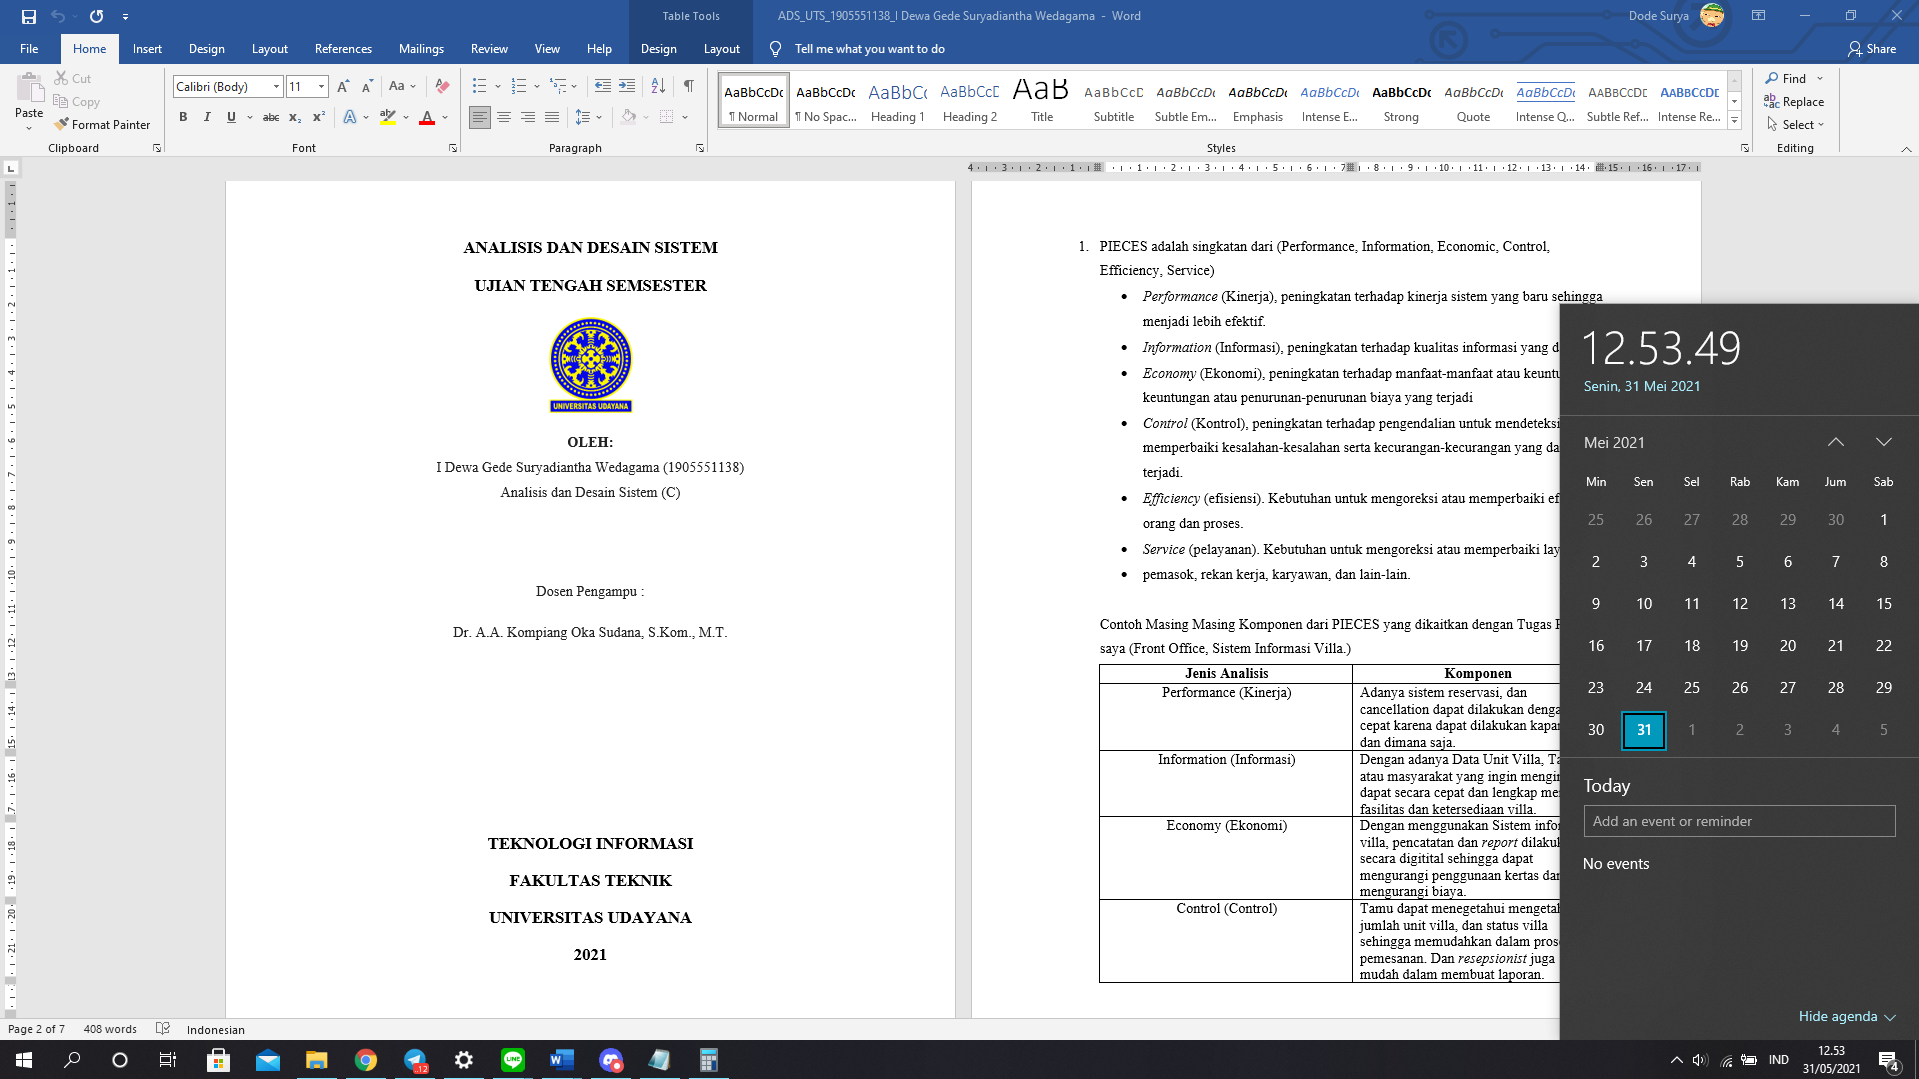 Table Tools
ADS_UTS_1905551138_I Dewa Gede Suryadiantha Wedagama - Word
Dode Surya
File Home Insert Design Layout References Mailings Review View Help Design Layout Tell me what you want to do Share
Paste
Cut
Copy
Format Painter
Clipboard
Calibri (Body) 11
Font
Paragraph
AaBbCcDc AaBbCcDc AaBbCc AaBbCcD AaB AaBbCcD AaBbCcDc AaBbCcDc AaBbCcDc AaBbCcDc AaBbCcDc AaBbCcDc AABBCCDE AABBCCDE
¶ Normal ¶ No Spac... Heading 1 Heading 2 Title Subtitle Subtle Em... Emphasis Intense E... Strong Quote Intense Q... Subtle Ref... Intense Re...
Styles
Find
Replace
Select
Editing
ANALISIS DAN DESAIN SISTEM
UJIAN TENGAH SEMSESTER
UNIVERSITAS UDAYANA
OLEH:
I Dewa Gede Suryadiantha Wedagama (1905551138)
Analisis dan Desain Sistem (C)
Dosen Pengampu :
Dr. A.A. Kompiang Oka Sudana, S.Kom., M.T.
TEKNOLOGI INFORMASI
FAKULTAS TEKNIK
UNIVERSITAS UDAYANA
2021
1. PIECES adalah singkatan dari (Performance, Information, Economic, Control,
Efficiency, Service)
• Performance (Kinerja), peningkatan terhadap kinerja sistem yang baru sehingga
menjadi lebih efektif.
• Information (Informasi), peningkatan terhadap kualitas informasi yang d
• Economy (Ekonomi), peningkatan terhadap manfaat-manfaat atau keuntu
keuntungan atau penurunan-penurunan biaya yang terjadi
• Control (Kontrol), peningkatan terhadap pengendalian untuk mendeteksi
memperbaiki kesalahan-kesalahan serta kecurangan-kecurangan yang da
terjadi.
• Efficiency (efisiensi). Kebutuhan untuk mengoreksi atau memperbaiki ef
orang dan proses.
• Service (pelayanan). Kebutuhan untuk mengoreksi atau memperbaiki lay
• pemasok, rekan kerja, karyawan, dan lain-lain.
Contoh Masing Masing Komponen dari PIECES yang dikaitkan dengan Tugas
saya (Front Office, Sistem Informasi Villa.)
Jenis Analisis Komponen
Performance (Kinerja)
Adanya sistem reservasi, dan
cancellation dapat dilakukan denga
cepat karena dapat dilakukan kapan
dan dimana saja.
Information (Informasi)
Dengan adanya Data Unit Villa, Ta
atau masyarakat yang ingin mengin
dapat secara cepat dan lengkap me
fasilitas dan ketersediaan villa.
Economy (Ekonomi)
Dengan menggunakan Sistem infor
villa, pencatatan dan report dilakuk
secara digitital sehingga dapat
mengurangi penggunaan kertas dan
mengurangi biaya.
Control (Control)
Tamu dapat menegetahui mengetah
jumlah unit villa, dan status villa
sehingga memudahkan dalam prose
pemesanan. Dan resepsionist juga
mudah dalam membuat laporan.
12.53.49
Senin, 31 Mei 2021
Mei 2021
Min Sen Sel Rab Kam Jum Sab
25 26 27 28 29 30 1
2 3 4 5 6 7 8
9 10 11 12 13 14 15
16 17 18 19 20 21 22
23 24 25 26 27 28 29
30 31 1 2 3 4 5
Today
Add an event or reminder
No events
Hide agenda
Page 2 of 7 408 words Indonesian
IND
12.53
31/05/2021
4